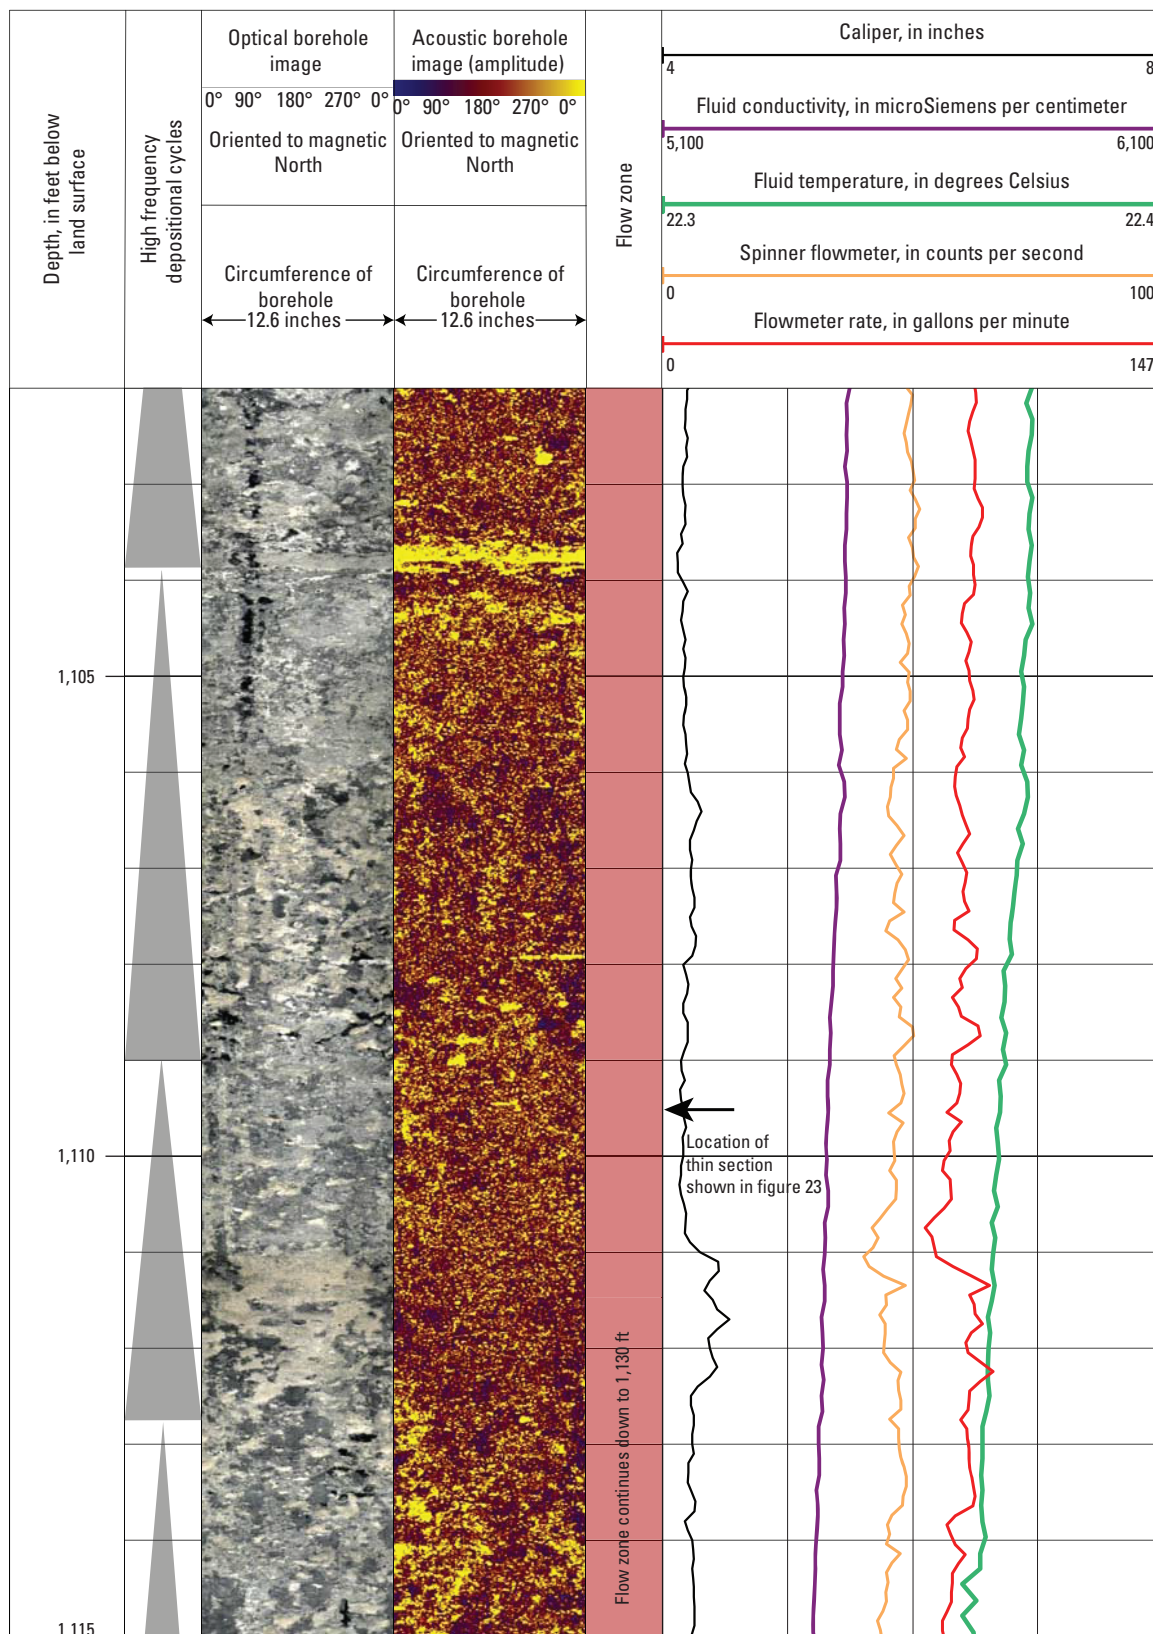 Depth, in feet below
land surface
High frequency
depositional cycles
Optical borehole
image
0° 90° 180° 270° 0°
Oriented to magnetic
North
Circumference of
borehole
12.6 inches
Acoustic borehole
image (amplitude)
0° 90° 180° 270° 0°
Oriented to magnetic
North
Circumference of
borehole
12.6 inches
Flow zone
Caliper, in inches
4 8
Fluid conductivity, in microSiemens per centimeter
5,100 6,100
Fluid temperature, in degrees Celsius
22.3 22.4
Spinner flowmeter, in counts per second
0 100
Flowmeter rate, in gallons per minute
0 147
1,105
1,110
1,115
Location of
thin section
shown in figure 23
Flow zone continues down to 1,130 ft